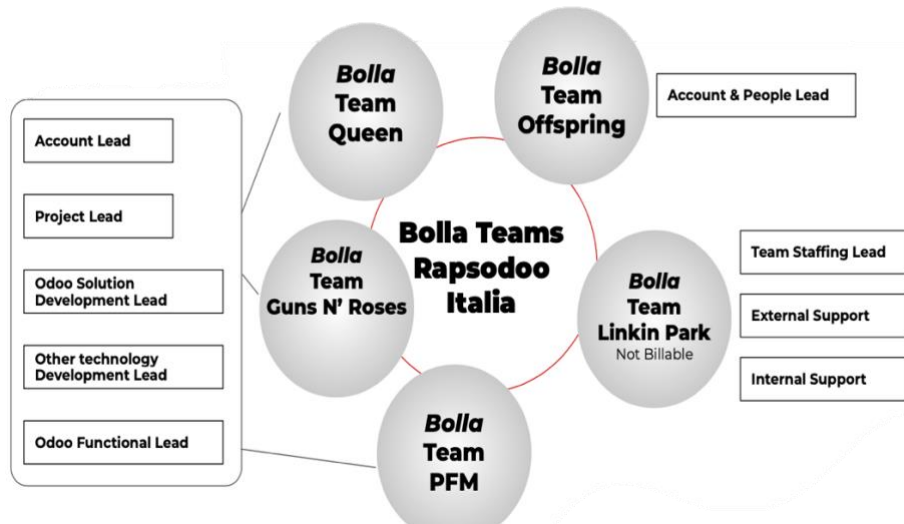 Account Lead
Project Lead
Odoo Solution
Development Lead
Other technology
Development Lead
Odoo Functional Lead
Bolla
Team
Queen
Bolla
Team
Offspring
Account & People Lead
Bolla Teams
Rapsodoo
Italia
Bolla
Team
Guns N’ Roses
Bolla
Team
Linkin Park
Not Billable
Team Staffing Lead
External Support
Internal Support
Bolla
Team
PFM